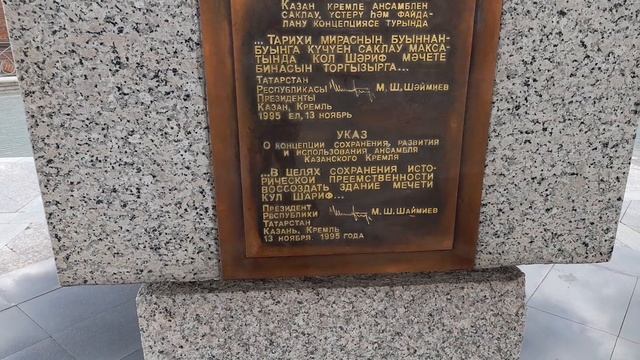 Казан Кремле ансамблен
саклау, үстерү һәм файда-
лану концепциясе турында
...Тарихи мираснын буыннан-
буынга күчүен саклау макса-
тында Кол Шәриф мәчете
бинасын торгызырга...
Татарстан
Республикасы М.Ш.Шәймиев
Президенты
Казан, Кремль
1995 ел, 13 ноябрь
УКАЗ
О концепции сохранения, развития
и использования ансамбля
Казанского Кремля
...В целях сохранения исто-
рической преемственности
воссоздать здание мечети
Кул Шариф...
Президент
Республики М.Ш.Шаймиев
Татарстан
Казань, Кремль
13 ноября 1995 года